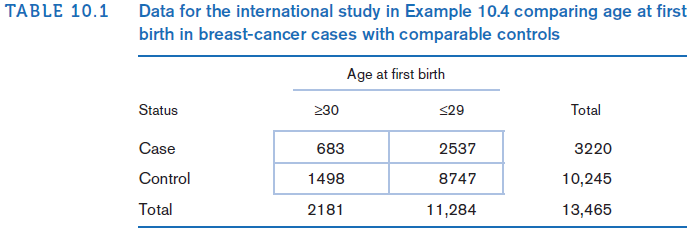 TABLE 10.1 Data for the international study in Example 10.4 comparing age at first
birth in breast-cancer cases with comparable controls
Age at first birth
Status ≥30 ≤29 Total
Case 683 2537 3220
Control 1498 8747 10,245
Total 2181 11,284 13,465